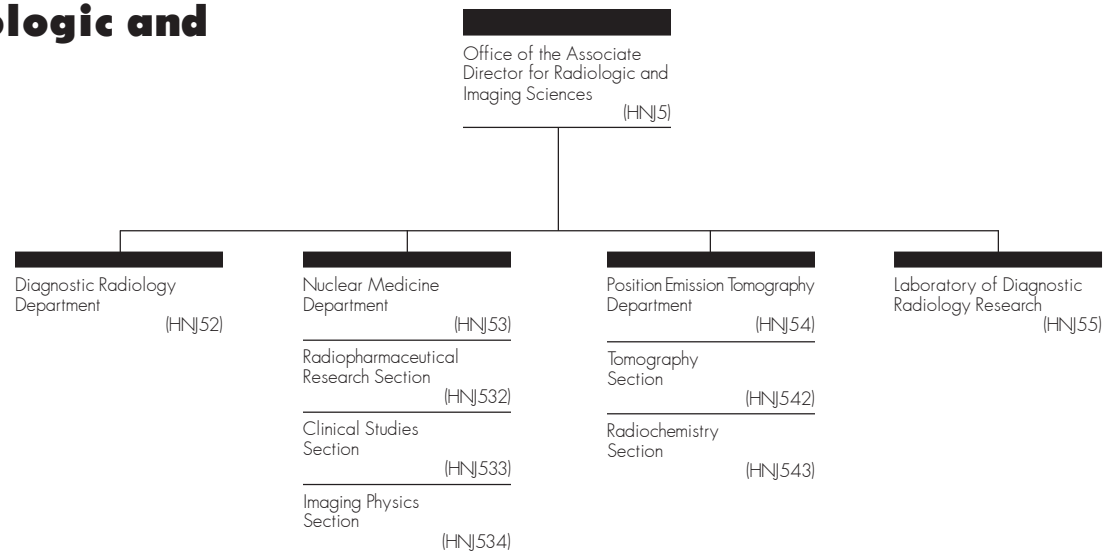 ologic and
Office of the Associate
Director for Radiologic and
Imaging Sciences
(HNJ5)
Diagnostic Radiology
Department
(HNJ52)
Nuclear Medicine
Department
(HNJ53)
Radiopharmaceutical
Research Section
(HNJ532)
Clinical Studies
Section
(HNJ533)
Imaging Physics
Section
(HNJ534)
Position Emission Tomography
Department
(HNJ54)
Tomography
Section
(HNJ542)
Radiochemistry
Section
(HNJ543)
Laboratory of Diagnostic
Radiology Research
(HNJ55)